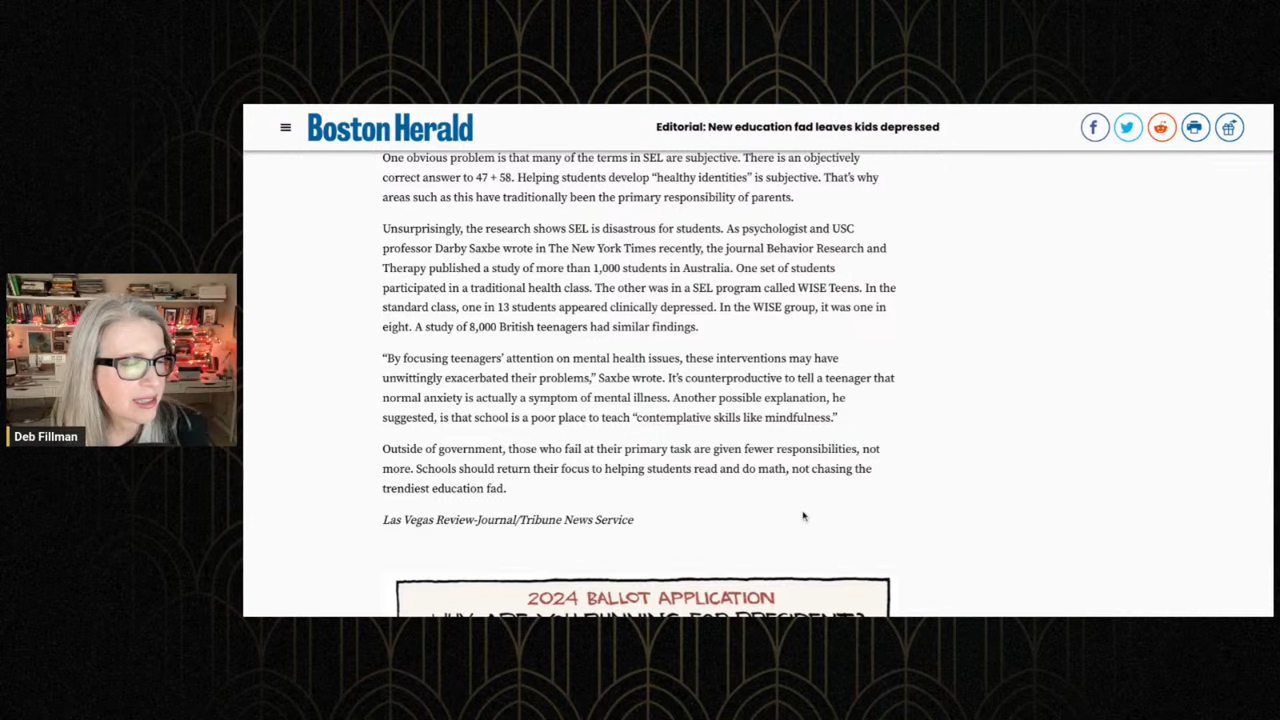 Boston Herald
Editorial: New education fad leaves kids depressed
One obvious problem is that many of the terms in SEL are subjective. There is an objectively
correct answer to 47 + 58. Helping students develop “healthy identities” is subjective. That’s why
areas such as this have traditionally been the primary responsibility of parents.
Unsurprisingly, the research shows SEL is disastrous for students. As psychologist and USC
professor Darby Saxbe wrote in The New York Times recently, the journal Behavior Research and
Therapy published a study of more than 1,000 students in Australia. One set of students
participated in a traditional health class. The other was in a SEL program called WISE Teens. In the
standard class, one in 13 students appeared clinically depressed. In the WISE group, it was one in
eight. A study of 8,000 British teenagers had similar findings.
“By focusing teenagers’ attention on mental health issues, these interventions may have
unwittingly exacerbated their problems,” Saxbe wrote. It’s counterproductive to tell a teenager that
normal anxiety is actually a symptom of mental illness. Another possible explanation, he
suggested, is that school is a poor place to teach “contemplative skills like mindfulness.”
Outside of government, those who fail at their primary task are given fewer responsibilities, not
more. Schools should return their focus to helping students read and do math, not chasing the
trendiest education fad.
Las Vegas Review-Journal/Tribune News Service
2024 BALLOT APPLICATION
WHY ARE YOU RUNNING FOR PRESIDENT?
Deb Fillman